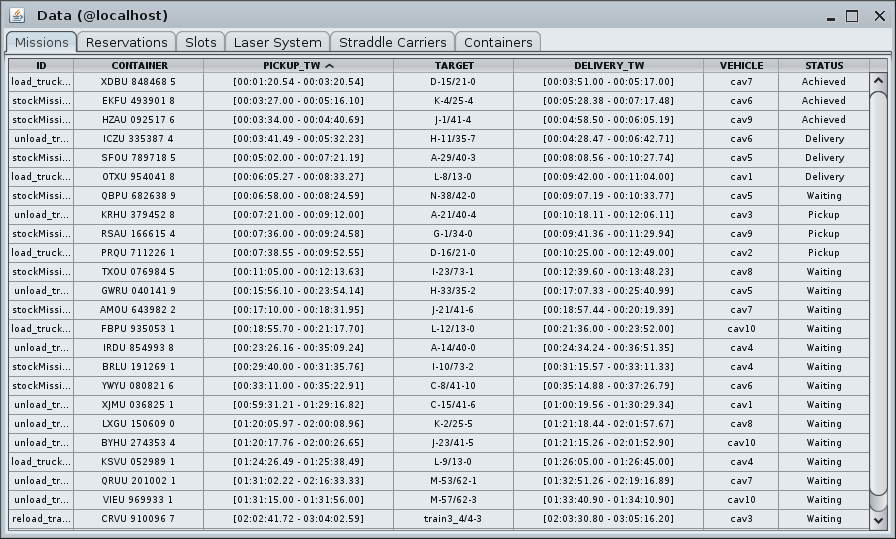 Data (@localhost)
Missions Reservations Slots Laser System Straddle Carriers Containers
ID CONTAINER PICKUP_TW TARGET DELIVERY_TW VEHICLE STATUS
load_truck... XDBU 848468 5 [00:01:20.54 - 00:03:20.54] D-15/21-0 [00:03:51.00 - 00:05:17.00] cav7 Achieved
stockMissi... EKFU 493901 8 [00:03:27.00 - 00:05:16.10] K-4/25-4 [00:05:28.38 - 00:07:17.48] cav6 Achieved
stockMissi... HZAU 092517 6 [00:03:34.00 - 00:04:40.69] J-1/41-4 [00:04:58.50 - 00:06:05.19] cav9 Achieved
unload_tr... ICZU 335387 4 [00:03:41.49 - 00:05:32.23] H-11/35-7 [00:04:28.47 - 00:06:42.71] cav6 Delivery
stockMissi... SFOU 789718 5 [00:05:02.00 - 00:07:21.19] A-29/40-3 [00:08:08.56 - 00:10:27.74] cav5 Delivery
load_truck... OTXU 954041 8 [00:06:05.27 - 00:08:33.27] L-8/13-0 [00:09:42.00 - 00:11:04.00] cav1 Delivery
stockMissi... QBPU 682638 9 [00:06:58.00 - 00:08:24.59] N-38/42-0 [00:09:07.19 - 00:10:33.77] cav5 Waiting
unload_tr... KRHU 379452 8 [00:07:21.00 - 00:09:12.00] A-21/40-4 [00:10:18.11 - 00:12:06.11] cav3 Pickup
stockMissi... RSAU 166615 4 [00:07:36.00 - 00:09:24.58] G-1/34-0 [00:09:41.36 - 00:11:29.94] cav9 Pickup
load_truck... PRQU 711226 1 [00:07:38.55 - 00:09:52.55] D-16/21-0 [00:10:25.00 - 00:12:49.00] cav2 Pickup
stockMissi... TXOU 076984 5 [00:11:05.00 - 00:12:13.63] I-23/73-1 [00:12:39.60 - 00:13:48.23] cav8 Waiting
unload_tr... GWRU 040141 9 [00:15:56.10 - 00:23:54.14] H-33/35-2 [00:17:07.33 - 00:25:40.99] cav5 Waiting
stockMissi... AMOU 643982 2 [00:17:10.00 - 00:18:31.95] J-21/41-6 [00:18:57.44 - 00:20:19.39] cav7 Waiting
load_truck... FBPU 935053 1 [00:18:55.70 - 00:21:17.70] L-12/13-0 [00:21:36.00 - 00:23:52.00] cav10 Waiting
unload_tr... IRDU 854993 8 [00:23:26.16 - 00:35:09.24] A-14/40-0 [00:24:34.24 - 00:36:51.35] cav4 Waiting
stockMissi... BRLU 191269 1 [00:29:40.00 - 00:31:35.76] I-10/73-2 [00:31:15.57 - 00:33:11.33] cav4 Waiting
stockMissi... YWYU 080821 6 [00:33:11.00 - 00:35:22.91] C-8/41-10 [00:35:14.88 - 00:37:26.79] cav6 Waiting
unload_tr... XJMU 036825 1 [00:59:31.21 - 01:29:16.82] C-15/41-6 [01:00:19.56 - 01:30:29.34] cav1 Waiting
unload_tr... LXGU 150609 0 [01:20:05.97 - 02:00:08.96] K-2/25-5 [01:21:18.44 - 02:01:57.67] cav8 Waiting
unload_tr... BYHU 274353 4 [01:20:17.76 - 02:00:26.65] J-23/41-5 [01:21:15.26 - 02:01:52.90] cav10 Waiting
load_truck... KSVU 052989 1 [01:24:26.49 - 01:25:38.49] L-9/13-0 [01:26:05.00 - 01:26:45.00] cav4 Waiting
unload_tr... QRUU 201002 1 [01:31:02.22 - 02:16:33.33] M-53/62-1 [01:32:51.26 - 02:19:16.89] cav7 Waiting
unload_tr... VIEU 969933 1 [01:31:15.00 - 01:31:56.00] M-57/62-3 [01:33:40.90 - 01:34:10.90] cav10 Waiting
reload_tra... CRVU 910096 7 [02:02:41.72 - 03:04:02.59] train3_4/4-3 [02:03:30.80 - 03:05:16.20] cav3 Waiting